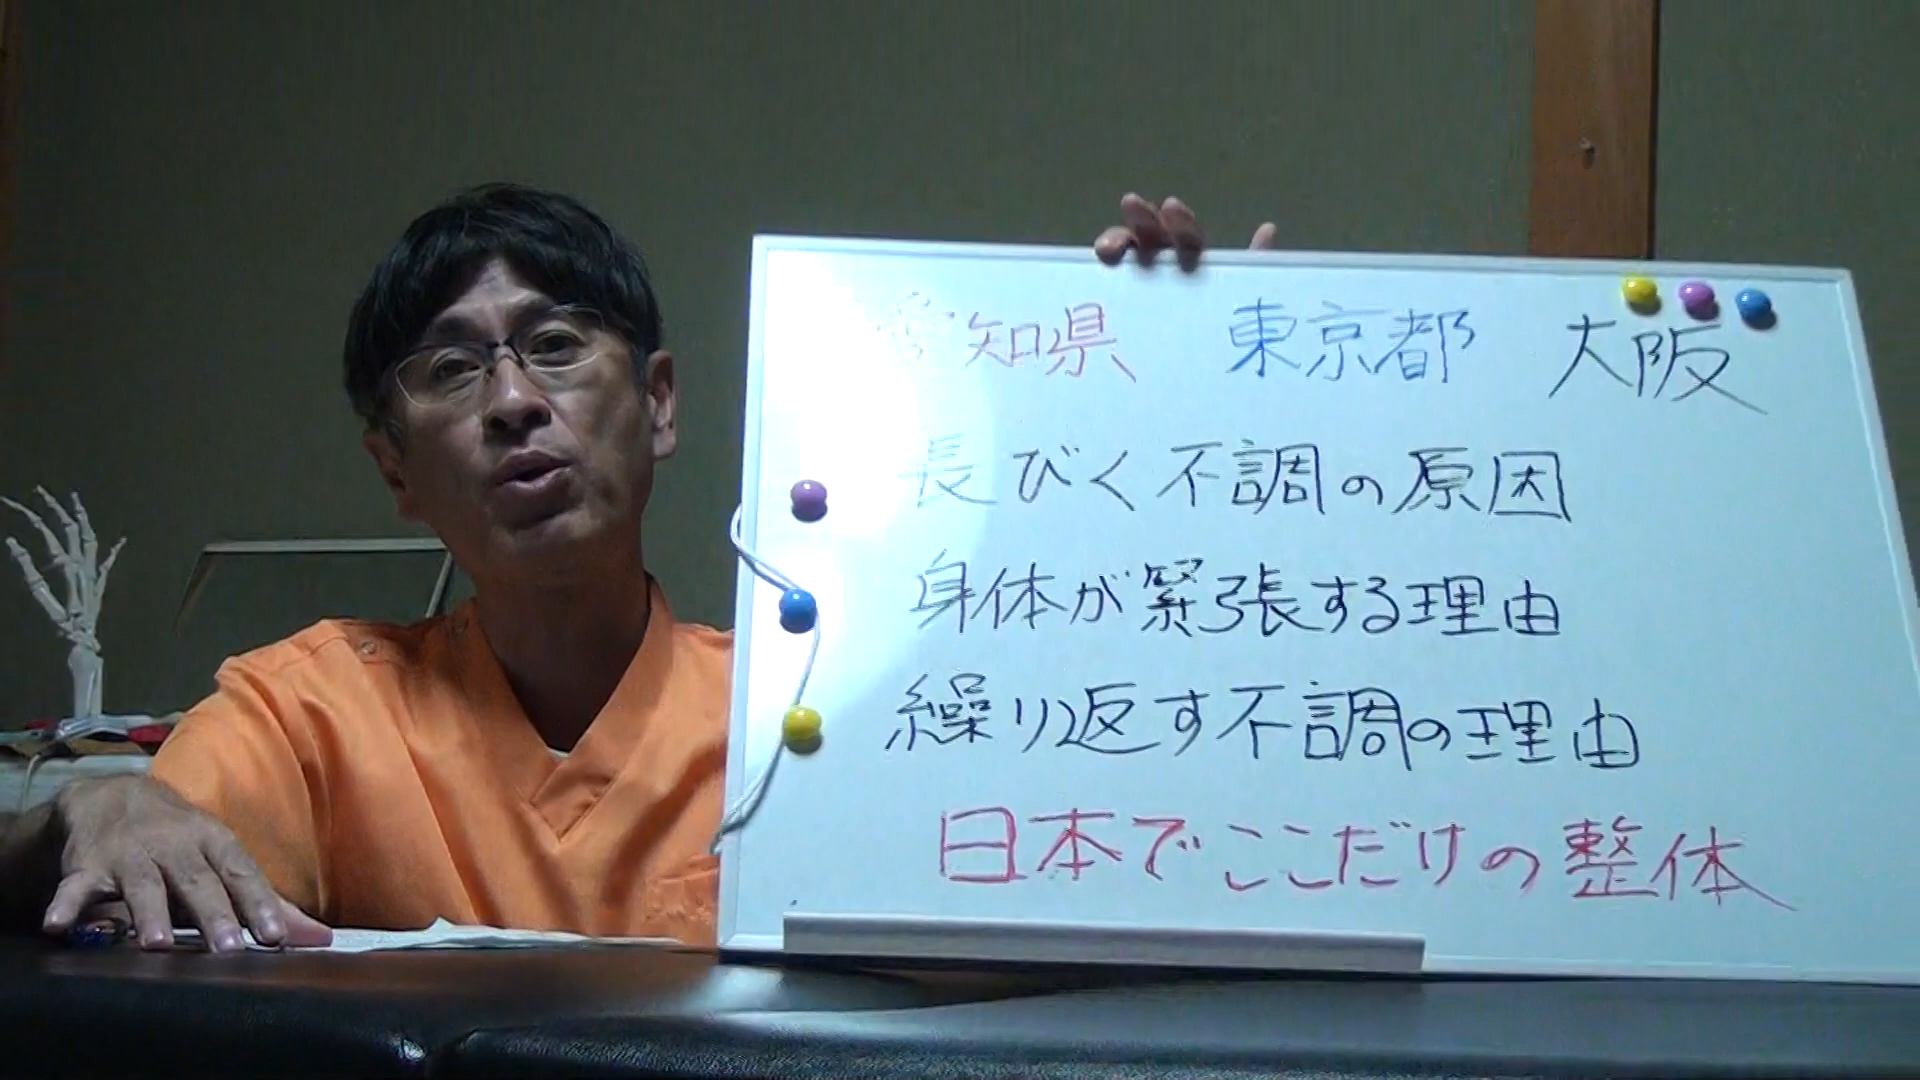 愛知県 東京都 大阪
長びく不調の原因
身体が緊張する理由
繰り返す不調の理由
日本でここだけの整体